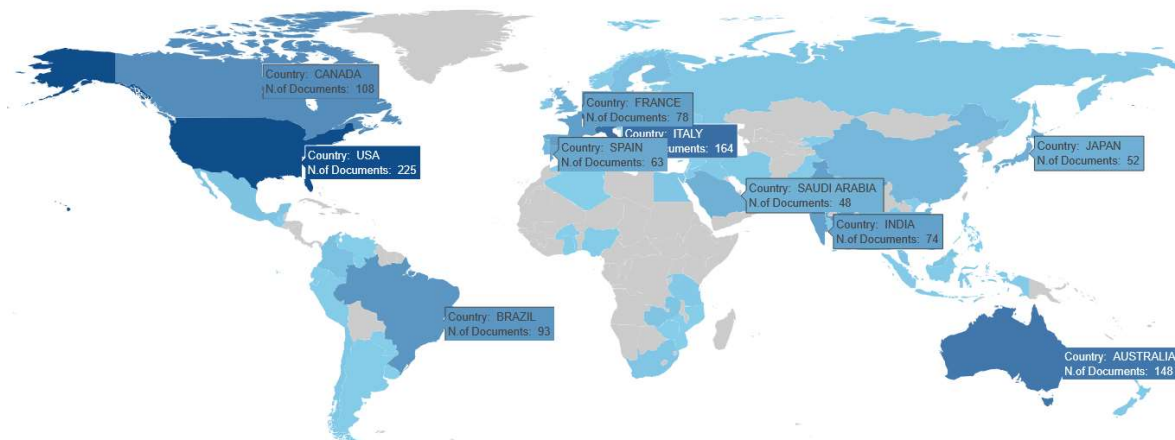 Country: CANADA
N.of Documents: 108
Country: FRANCE
N.of Documents: 78
Country: ITALY
Documents: 164
Country: SPAIN
N.of Documents: 63
Country: JAPAN
N.of Documents: 52
Country: USA
N.of Documents: 225
Country: SAUDI ARABIA
N.of Documents: 48
Country: INDIA
N.of Documents: 74
Country: BRAZIL
N.of Documents: 93
Country: AUSTRALIA
N.of Documents: 148